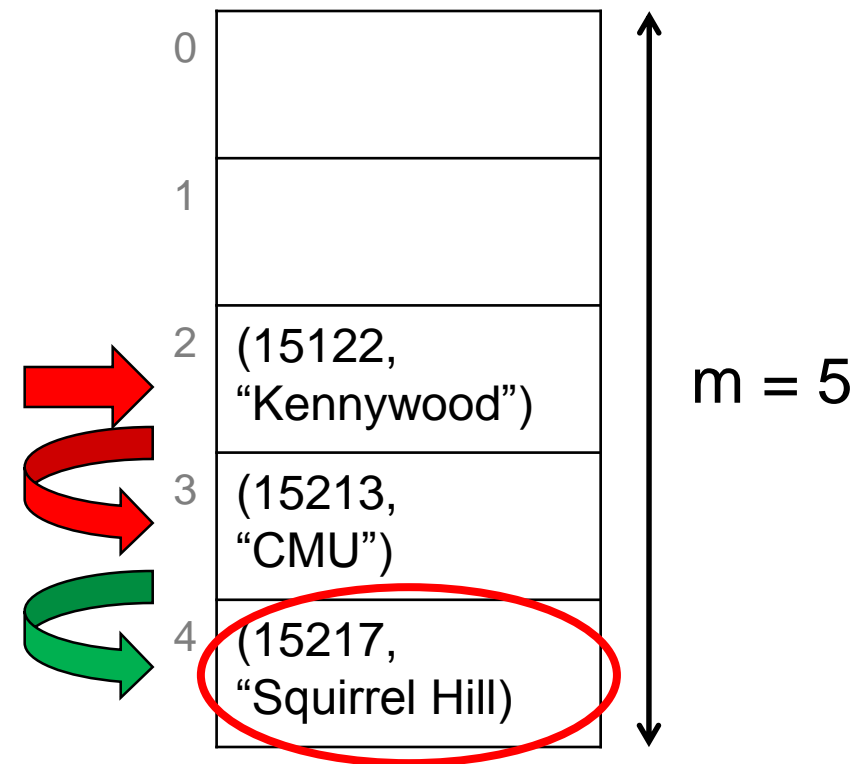 0
1
2
(15122,
“Kennywood”)
m = 5
3
(15213,
“CMU”)
4
(15217,
“Squirrel Hill)